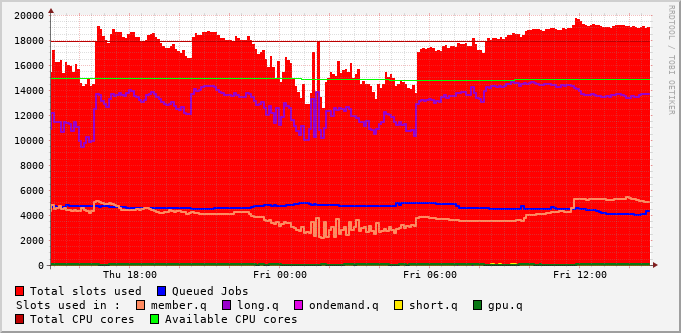 20000
18000
16000
14000
12000
10000
8000
6000
4000
2000
0
Thu 18:00 Fri 00:00 Fri 06:00 Fri 12:00
Total slots used Queued Jobs
Slots used in : member.q long.q ondemand.q short.q gpu.q
Total CPU cores Available CPU cores
RRDTOOL / TOBI OETIKER